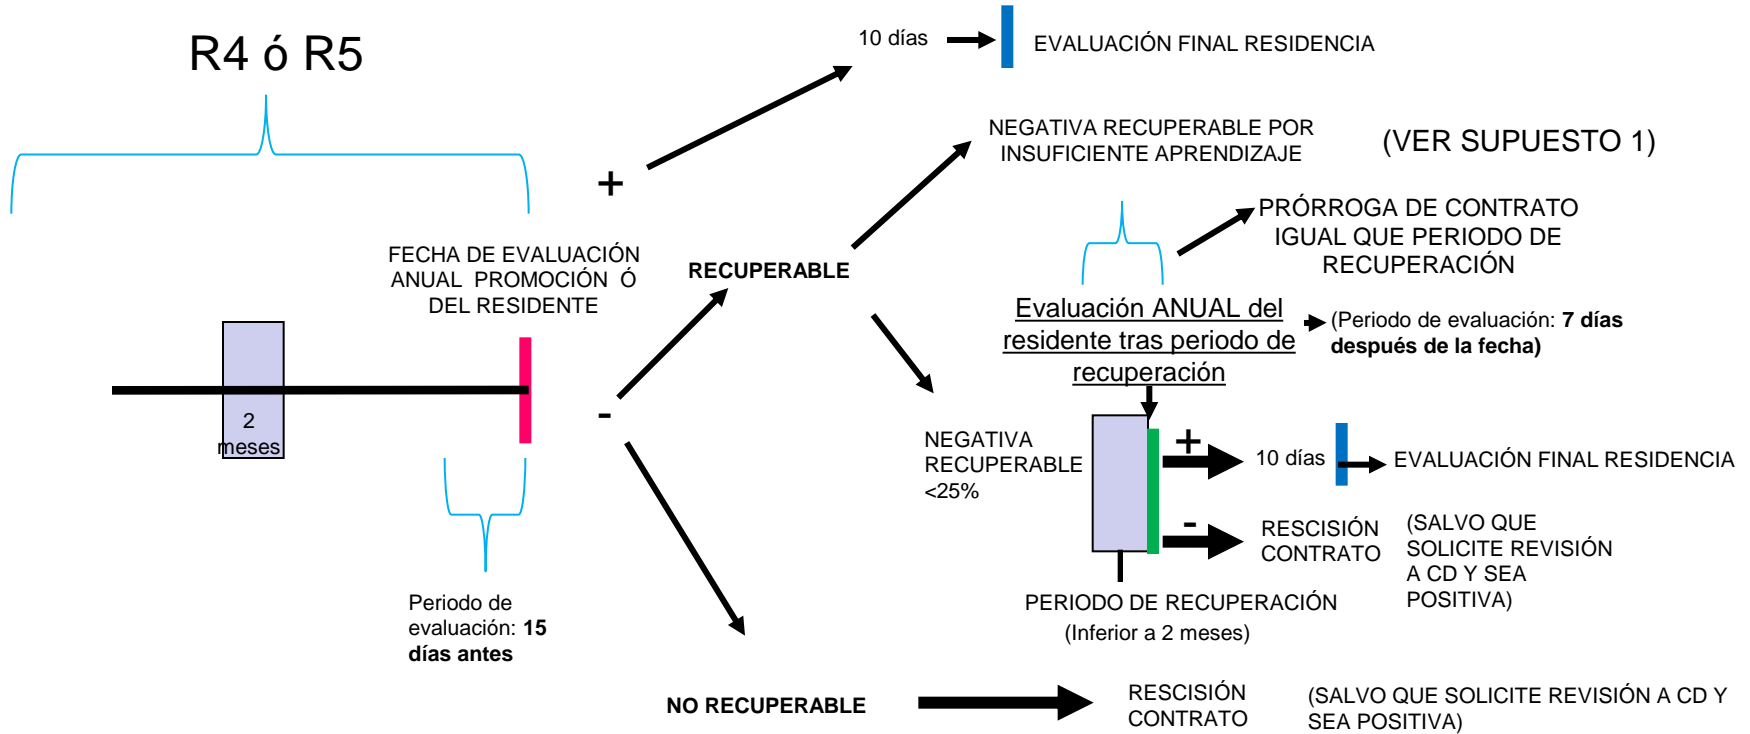 R4 ó R5
10 días
EVALUACIÓN FINAL RESIDENCIA
NEGATIVA RECUPERABLE POR
INSUFICIENTE APRENDIZAJE
(VER SUPUESTO 1)
+
PRÓRROGA DE CONTRATO
IGUAL QUE PERIODO DE
RECUPERACIÓN
FECHA DE EVALUACIÓN
ANUAL PROMOCIÓN Ó
DEL RESIDENTE
RECUPERABLE
Evaluación ANUAL del
residente tras periodo de
recuperación
(Periodo de evaluación: 7 días
después de la fecha)
2
meses
-
NEGATIVA
RECUPERABLE
<25%
+
10 días
EVALUACIÓN FINAL RESIDENCIA
-
RESCISIÓN
CONTRATO
(SALVO QUE
SOLICITE REVISIÓN
A CD Y SEA
POSITIVA)
PERIODO DE RECUPERACIÓN
(Inferior a 2 meses)
Periodo de
evaluación: 15
días antes
NO RECUPERABLE
RESCISIÓN
CONTRATO
(SALVO QUE SOLICITE REVISIÓN A CD Y
SEA POSITIVA)